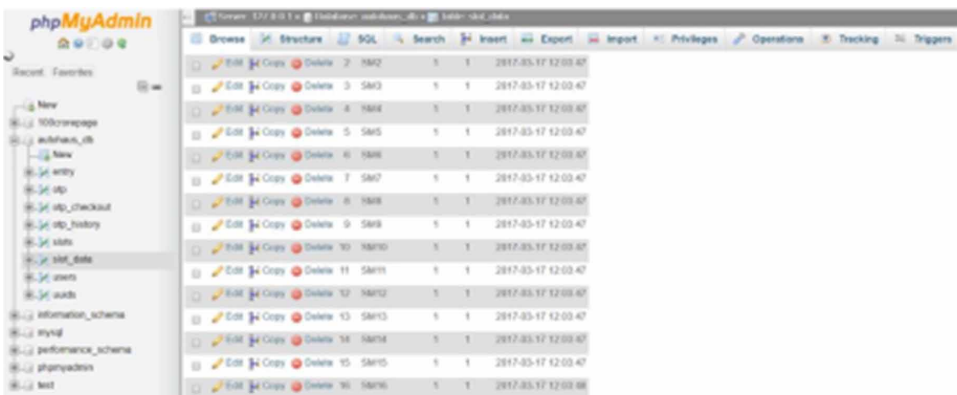 phpMyAdmin
Server: 127.0.0.1 » Database: autohaus_db » Table: slot_data
Browse Structure SQL Search Insert Export Import Privileges Operations Tracking Triggers
Recent Favorites
New
autohaus_db
New
entry
otp
otp_checkout
otp_history
slots
slot_data
users
uuids
information_schema
mysql
performance_schema
phpmyadmin
test
Edit Copy Delete 2 SM2 1 1 2017-03-17 12:03:47
Edit Copy Delete 3 SM3 1 1 2017-03-17 12:03:47
Edit Copy Delete 4 SM4 1 1 2017-03-17 12:03:47
Edit Copy Delete 5 SM5 1 1 2017-03-17 12:03:47
Edit Copy Delete 6 SM6 1 1 2017-03-17 12:03:47
Edit Copy Delete 7 SM7 1 1 2017-03-17 12:03:47
Edit Copy Delete 8 SM8 1 1 2017-03-17 12:03:47
Edit Copy Delete 9 SM9 1 1 2017-03-17 12:03:47
Edit Copy Delete 10 SM10 1 1 2017-03-17 12:03:47
Edit Copy Delete 11 SM11 1 1 2017-03-17 12:03:47
Edit Copy Delete 12 SM12 1 1 2017-03-17 12:03:47
Edit Copy Delete 13 SM13 1 1 2017-03-17 12:03:47
Edit Copy Delete 14 SM14 1 1 2017-03-17 12:03:47
Edit Copy Delete 15 SM15 1 1 2017-03-17 12:03:47
Edit Copy Delete 16 SM16 1 1 2017-03-17 12:03:48